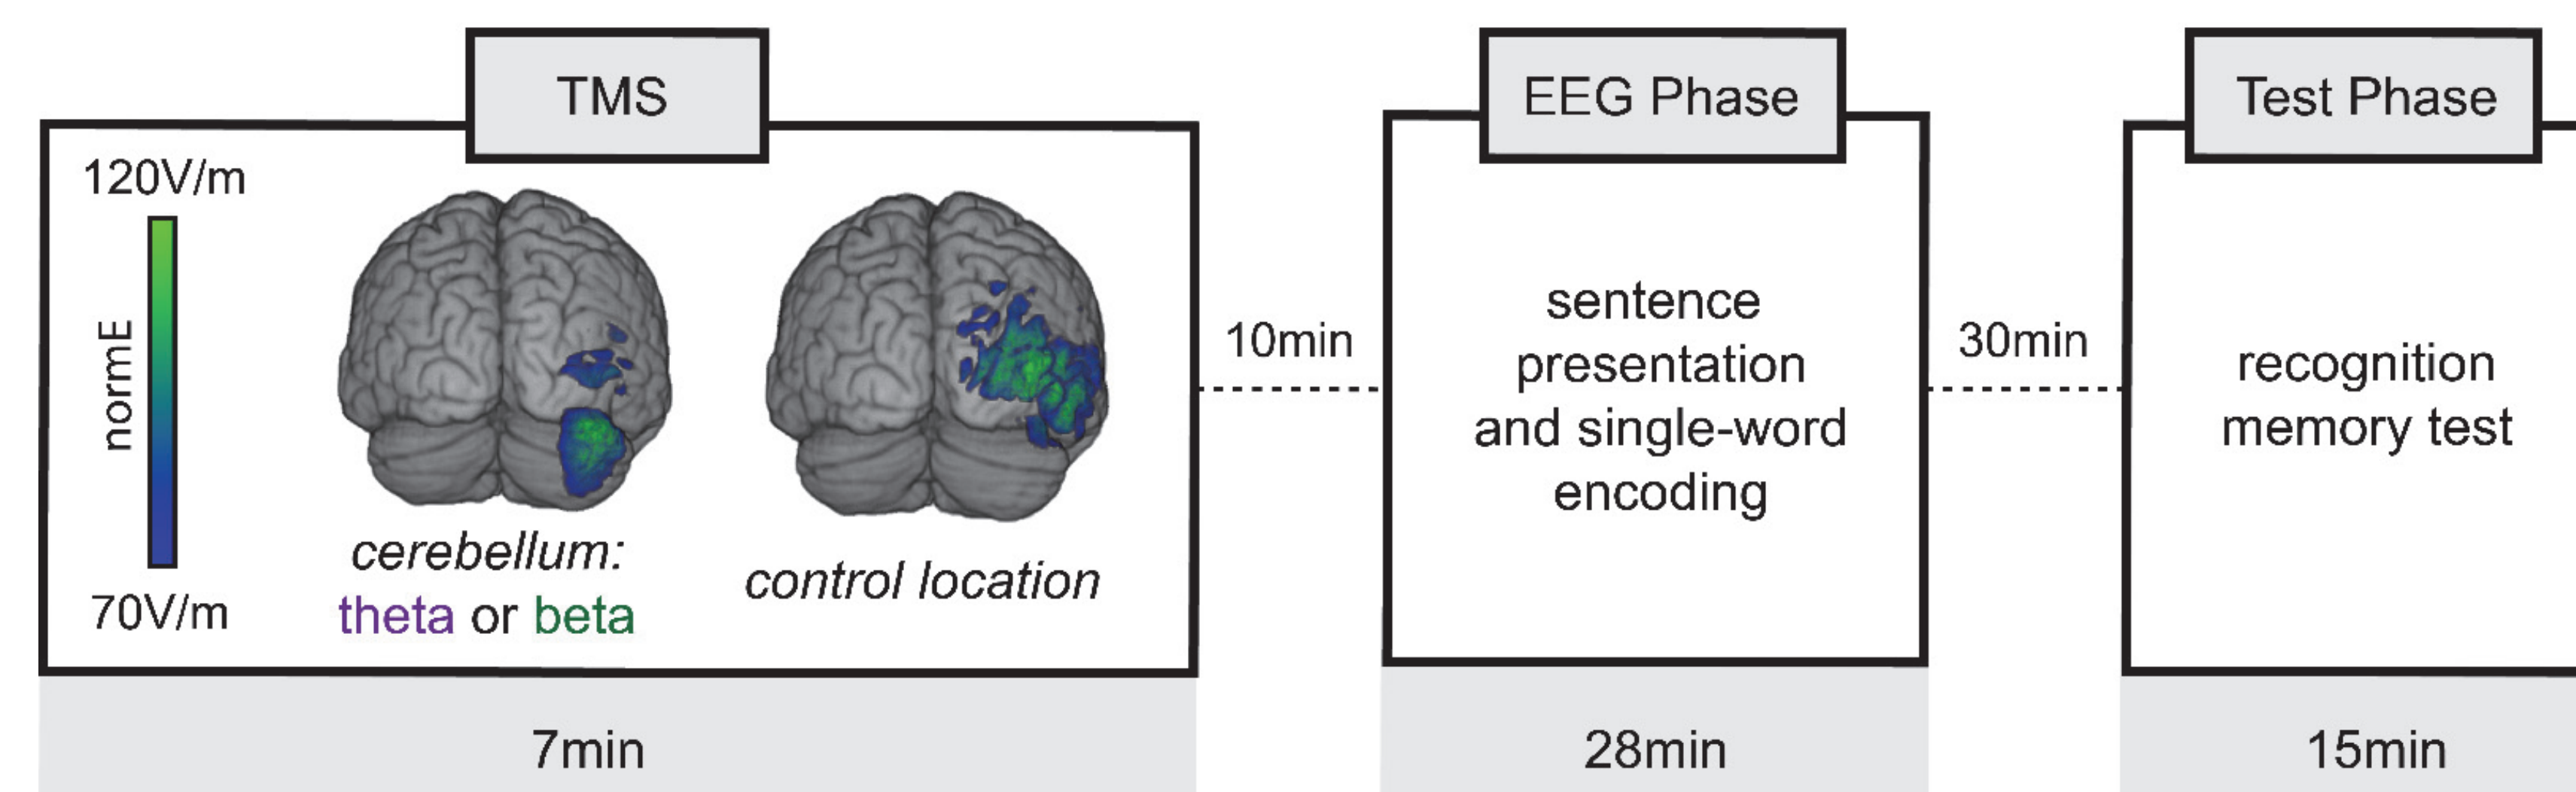 TMS
120V/m
normE
70V/m
cerebellum:
theta or beta
control location
7min
10min
EEG Phase
sentence
presentation
and single-word
encoding
28min
30min
Test Phase
recognition
memory test
15min